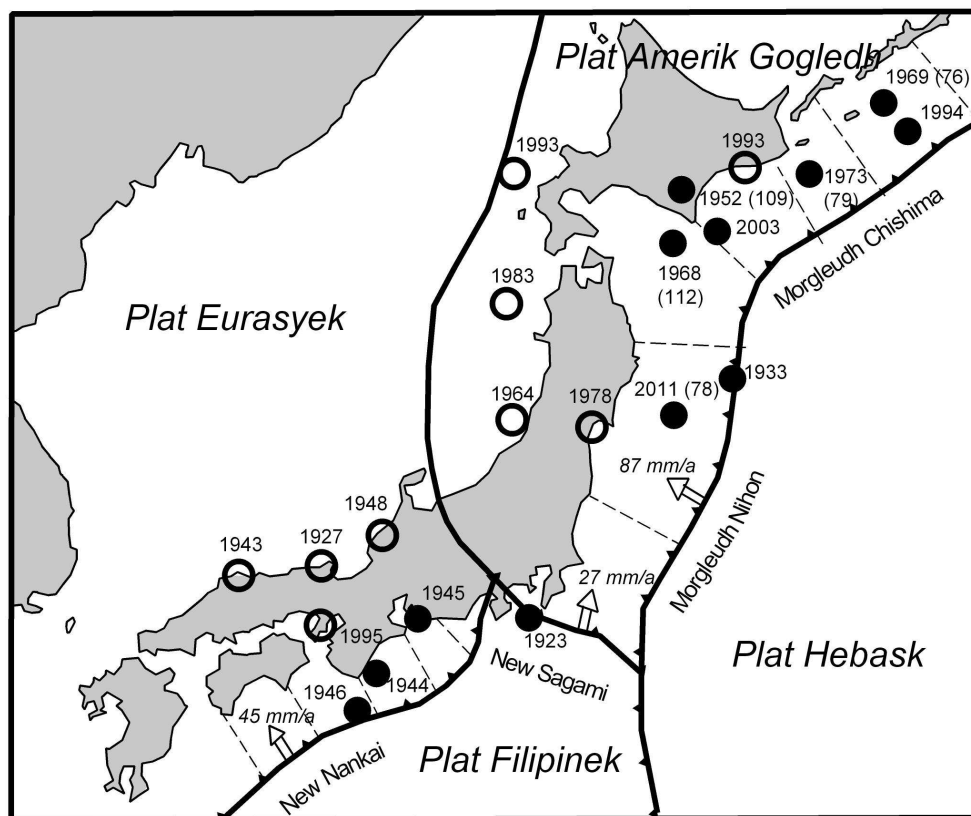 Plat Amerik Gogledh
1969 (76)
1994
1993
1993
1973
(79)
1952 (109)
2003
Morgleudh Chishima
1968
(112)
1983
Plat Eurasyek
1933
2011 (78)
1964
1978
87 mm/a
Morgleudh Nihon
1948
1927
1943
27 mm/a
1945
1995
1923
New Sagami
Plat Hebask
1944
1946
45 mm/a
New Nankai
Plat Filipinek